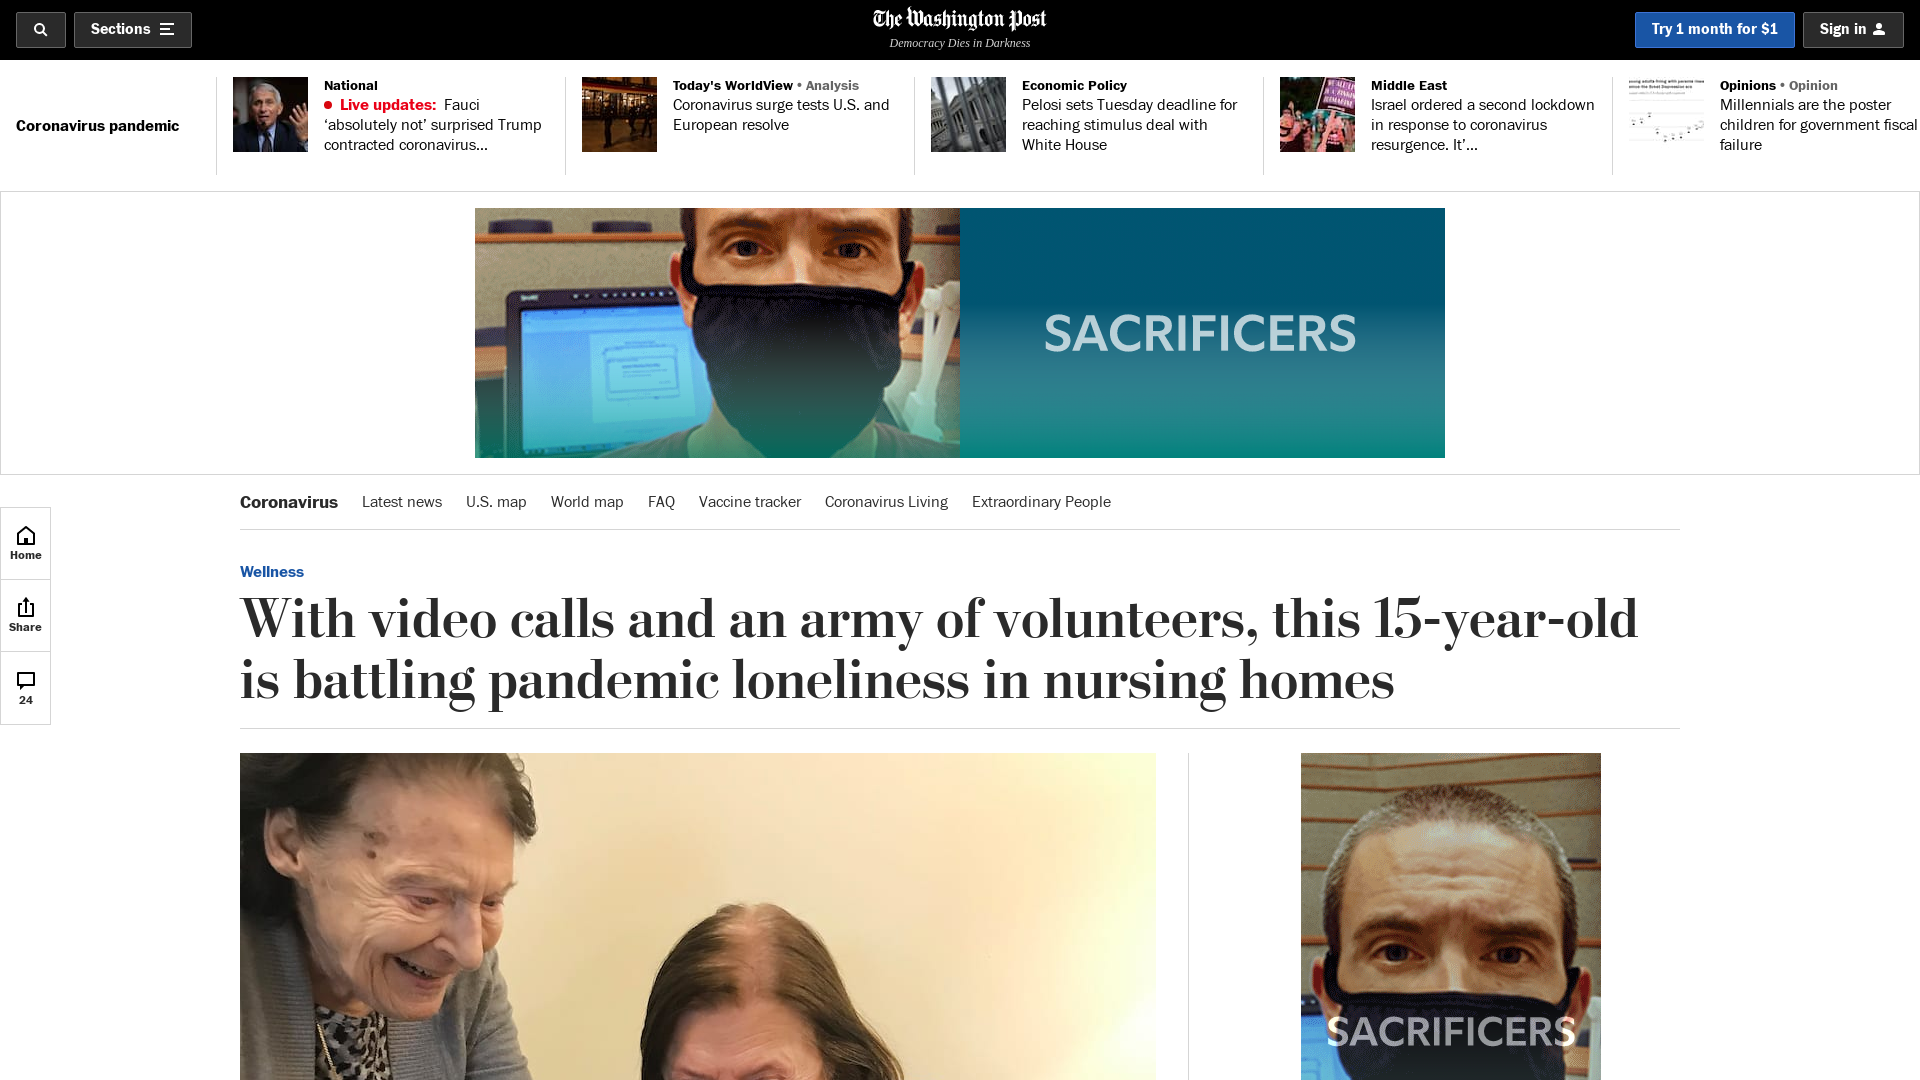 Sections
The Washington Post
Democracy Dies in Darkness
Try 1 month for $1
Sign in
Coronavirus pandemic
National
Live updates: Fauci
‘absolutely not’ surprised Trump
contracted coronavirus...
Today's WorldView • Analysis
Coronavirus surge tests U.S. and
European resolve
Economic Policy
Pelosi sets Tuesday deadline for
reaching stimulus deal with
White House
Middle East
Israel ordered a second lockdown
in response to coronavirus
resurgence. It’...
Opinions • Opinion
Millennials are the poster
children for government fiscal
failure
SACRIFICERS
Coronavirus Latest news U.S. map World map FAQ Vaccine tracker Coronavirus Living Extraordinary People
Home
Share
24
Wellness
With video calls and an army of volunteers, this 15-year-old
is battling pandemic loneliness in nursing homes
SACRIFICERS